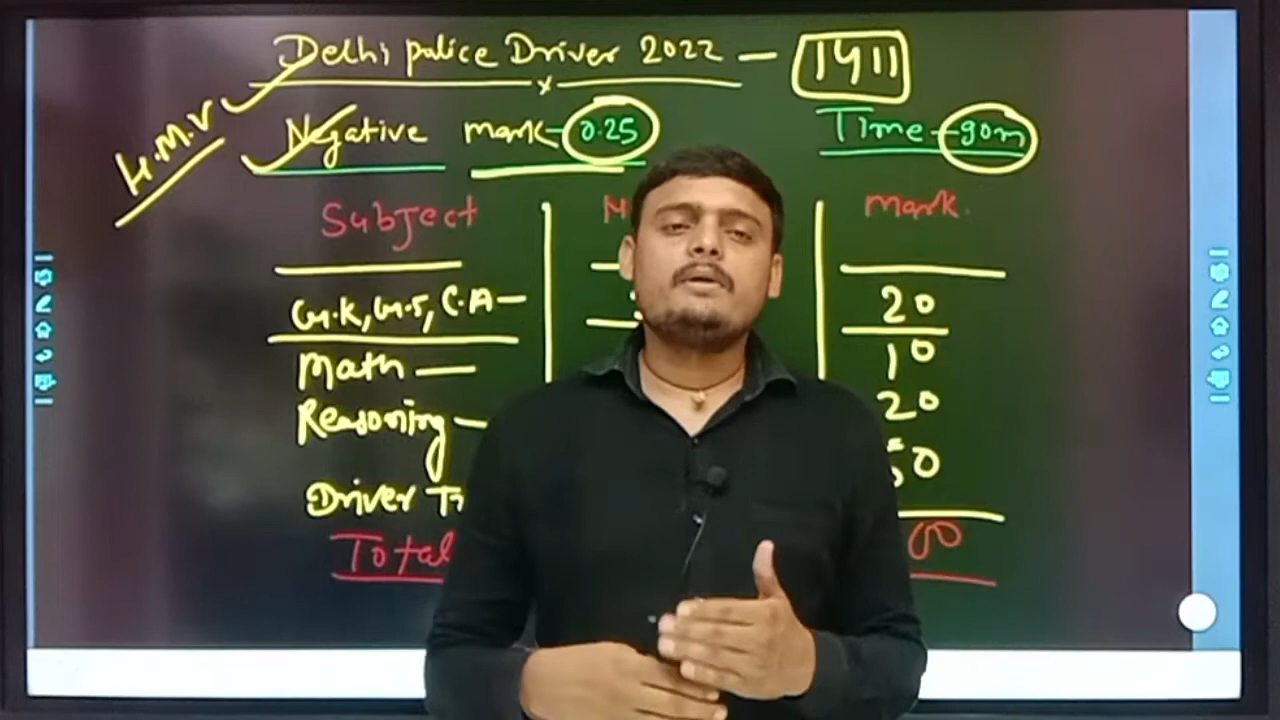 Delhi police Driver 2022 - 1411
H.M.V
Negative mark - 0.25 Time - 90m
Subject mark.
G.K, G.S, C.A - 20
Math - 10
Reasoning - 20
Driver 50
Total